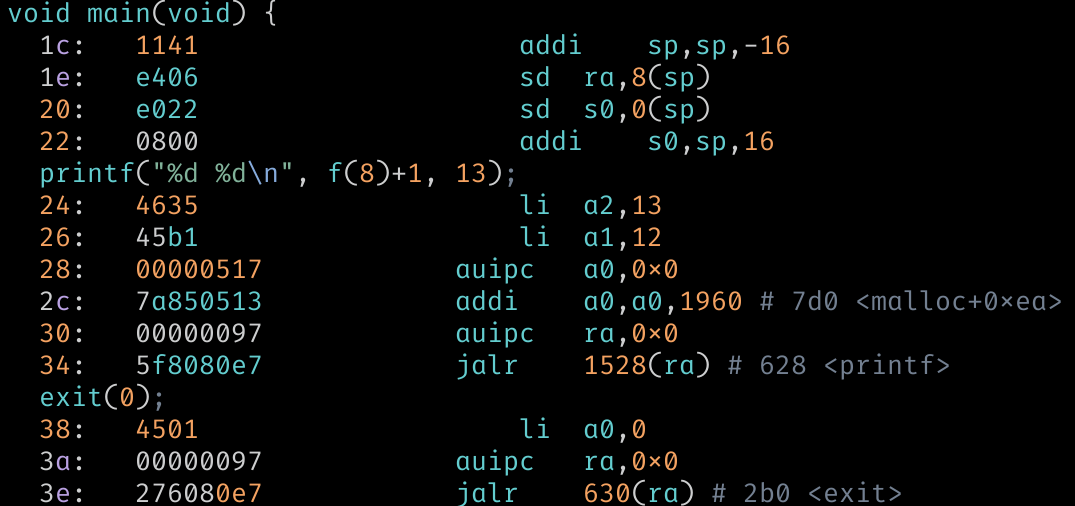 void main(void) {
1c: 1141 addi sp,sp,-16
1e: e406 sd ra,8(sp)
20: e022 sd s0,0(sp)
22: 0800 addi s0,sp,16
printf("%d %d\n", f(8)+1, 13);
24: 4635 li a2,13
26: 45b1 li a1,12
28: 00000517 auipc a0,0x0
2c: 7a850513 addi a0,a0,1960 # 7d0 <malloc+0xea>
30: 00000097 auipc ra,0x0
34: 5f8080e7 jalr 1528(ra) # 628 <printf>
exit(0);
38: 4501 li a0,0
3a: 00000097 auipc ra,0x0
3e: 276080e7 jalr 630(ra) # 2b0 <exit>